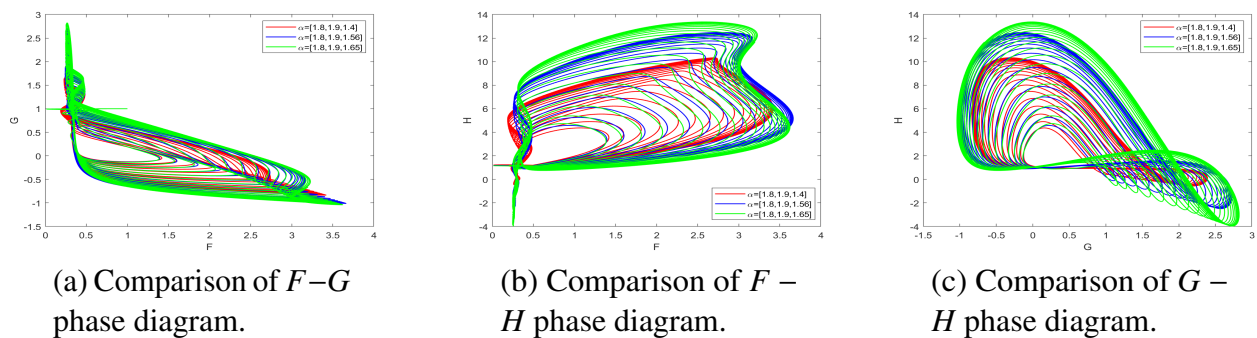 3
2.5
2
1.5
1
0.5
0
-0.5
-1
-1.5
G
0 0.5 1 1.5 2 2.5 3 3.5 4
F
α=[1.8,1.9,1.4]
α=[1.8,1.9,1.56]
α=[1.8,1.9,1.65]
(a) Comparison of F−G
phase diagram.
14
12
10
8
6
4
2
0
-2
-4
H
0 0.5 1 1.5 2 2.5 3 3.5 4
F
α=[1.8,1.9,1.4]
α=[1.8,1.9,1.56]
α=[1.8,1.9,1.65]
(b) Comparison of F −
H phase diagram.
14
12
10
8
6
4
2
0
-2
-4
H
-1.5 -1 -0.5 0 0.5 1 1.5 2 2.5 3
G
α=[1.8,1.9,1.4]
α=[1.8,1.9,1.56]
α=[1.8,1.9,1.65]
(c) Comparison of G −
H phase diagram.